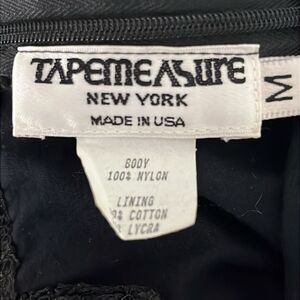 TAPEMEASURE
NEW YORK
MADE IN USA
M
BODY
100% NYLON
LINING
% COTTON
% LYCRA